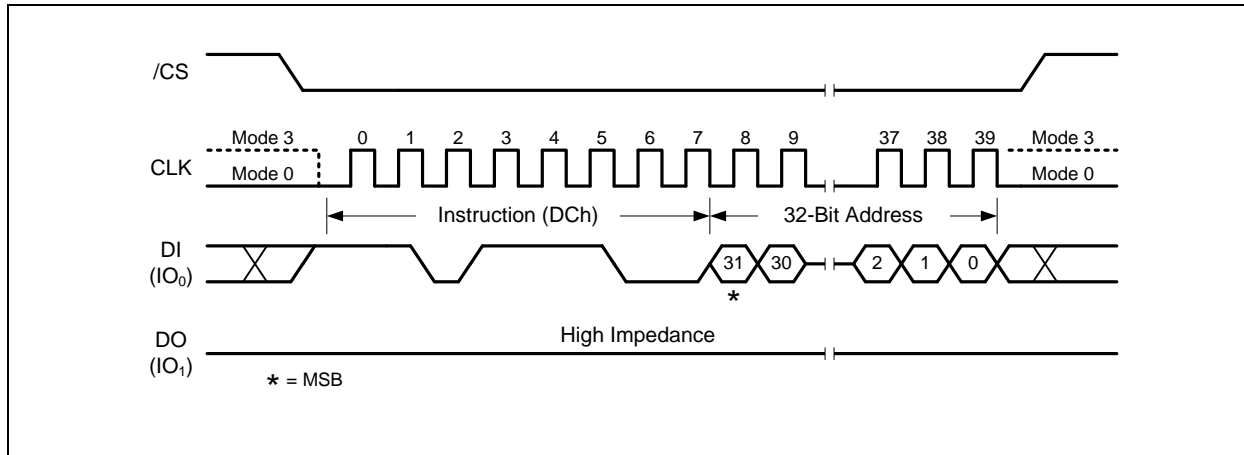 /CS
Mode 3 0 1 2 3 4 5 6 7 8 9 37 38 39 Mode 3
CLK
Mode 0 Mode 0
Instruction (DCh) 32-Bit Address
DI
(IO₀)
31 30 2 1 0
*
High Impedance
DO
(IO₁)
* = MSB